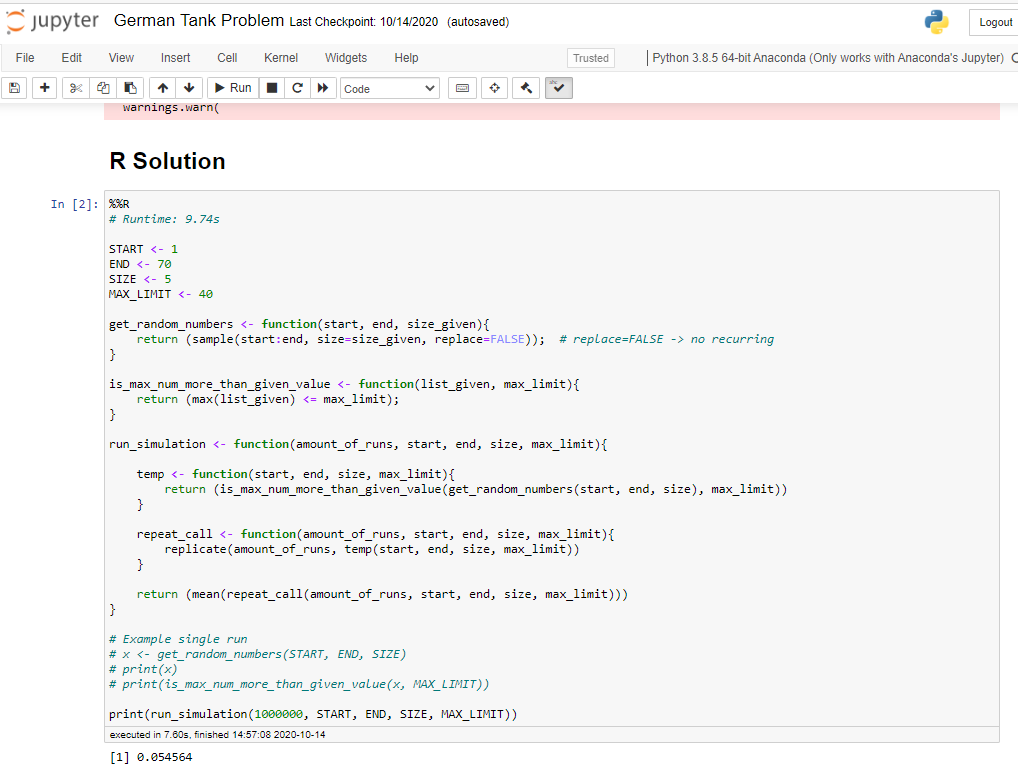 jupyter German Tank Problem Last Checkpoint: 10/14/2020 (autosaved) Logout
File Edit View Insert Cell Kernel Widgets Help Trusted Python 3.8.5 64-bit Anaconda (Only works with Anaconda's Jupyter)
Run Code
warnings.warn(
R Solution
In [2]: %%R
# Runtime: 9.74s
START <- 1
END <- 70
SIZE <- 5
MAX_LIMIT <- 40
get_random_numbers <- function(start, end, size_given){
    return (sample(start:end, size=size_given, replace=FALSE));  # replace=FALSE -> no recurring
}
is_max_num_more_than_given_value <- function(list_given, max_limit){
    return (max(list_given) <= max_limit);
}
run_simulation <- function(amount_of_runs, start, end, size, max_limit){
    temp <- function(start, end, size, max_limit){
        return (is_max_num_more_than_given_value(get_random_numbers(start, end, size), max_limit))
    }
    repeat_call <- function(amount_of_runs, start, end, size, max_limit){
        replicate(amount_of_runs, temp(start, end, size, max_limit))
    }
    return (mean(repeat_call(amount_of_runs, start, end, size, max_limit)))
}
# Example single run
# x <- get_random_numbers(START, END, SIZE)
# print(x)
# print(is_max_num_more_than_given_value(x, MAX_LIMIT))
print(run_simulation(1000000, START, END, SIZE, MAX_LIMIT))
executed in 7.60s, finished 14:57:08 2020-10-14
[1] 0.054564